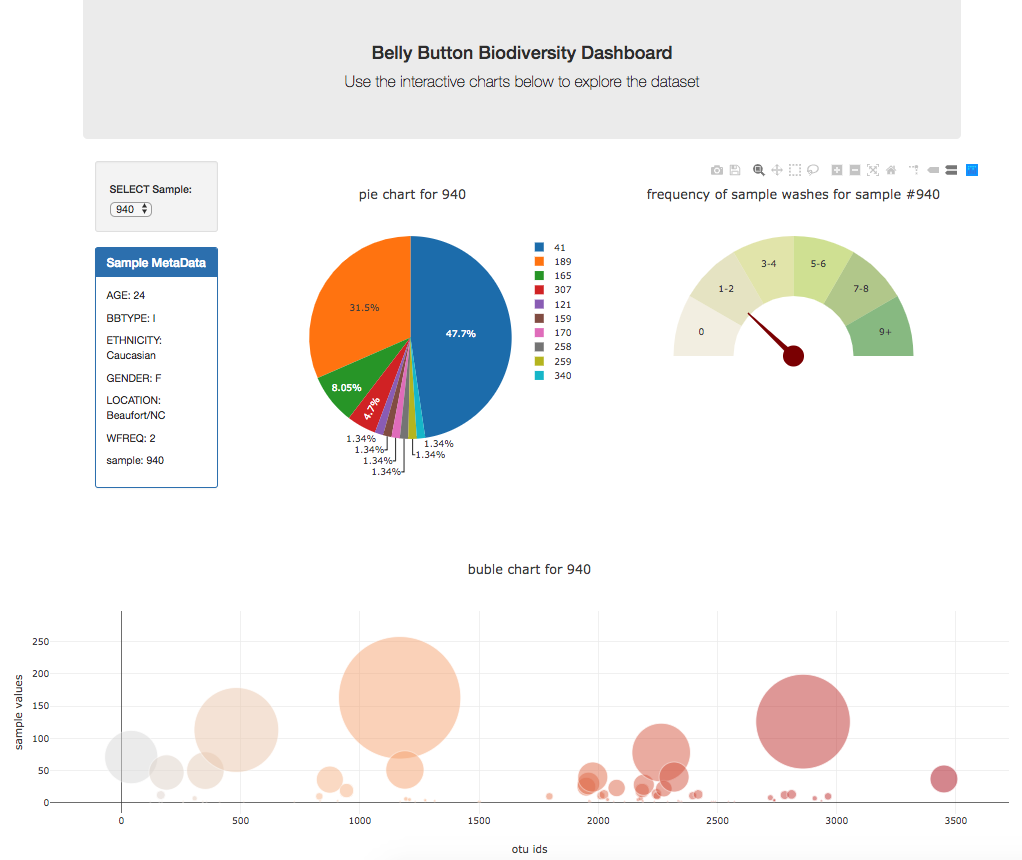 Belly Button Biodiversity Dashboard
Use the interactive charts below to explore the dataset
SELECT Sample:
940
Sample MetaData
AGE: 24
BBTYPE: I
ETHNICITY:
Caucasian
GENDER: F
LOCATION:
Beaufort/NC
WFREQ: 2
sample: 940
pie chart for 940
31.5%
47.7%
8.05%
4.7%
1.34%
1.34%
1.34%
1.34%
1.34%
1.34%
41
189
165
307
121
159
170
258
259
340
frequency of sample washes for sample #940
0
1-2
3-4
5-6
7-8
9+
buble chart for 940
sample values
250
200
150
100
50
0
0
500
1000
1500
2000
2500
3000
3500
otu ids